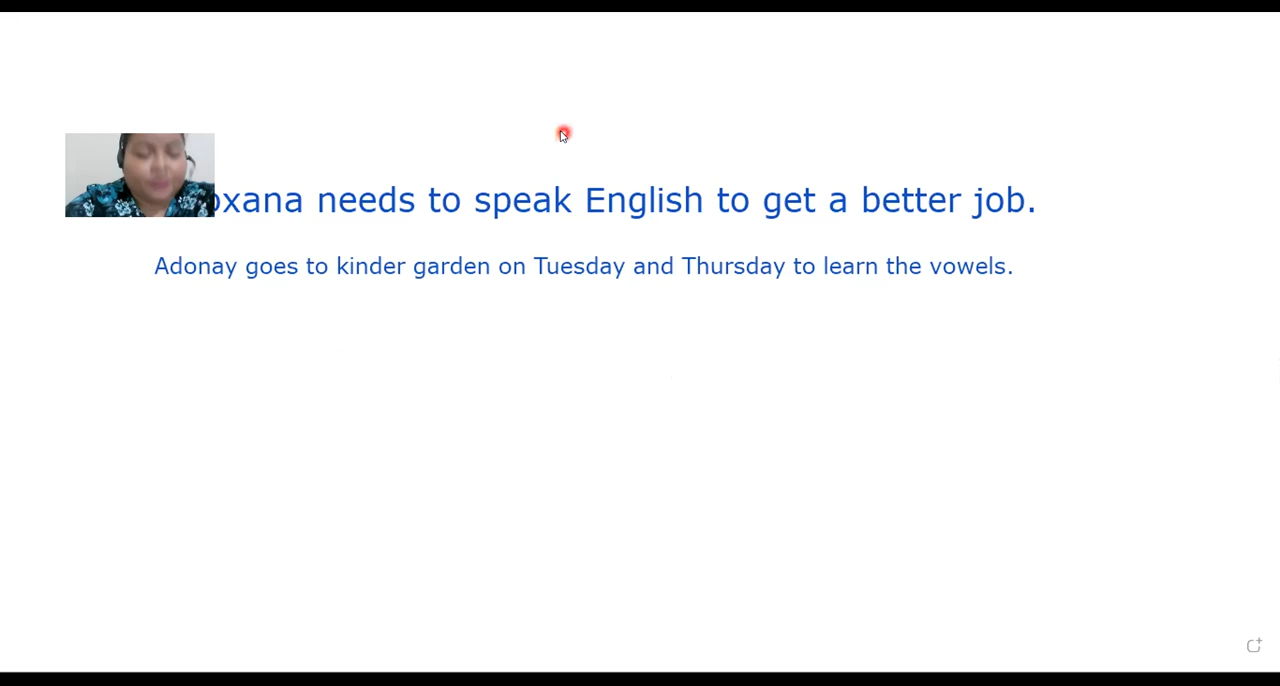 needs to speak English to get a better job.
Adonay goes to kinder garden on Tuesday and Thursday to learn the vowels.